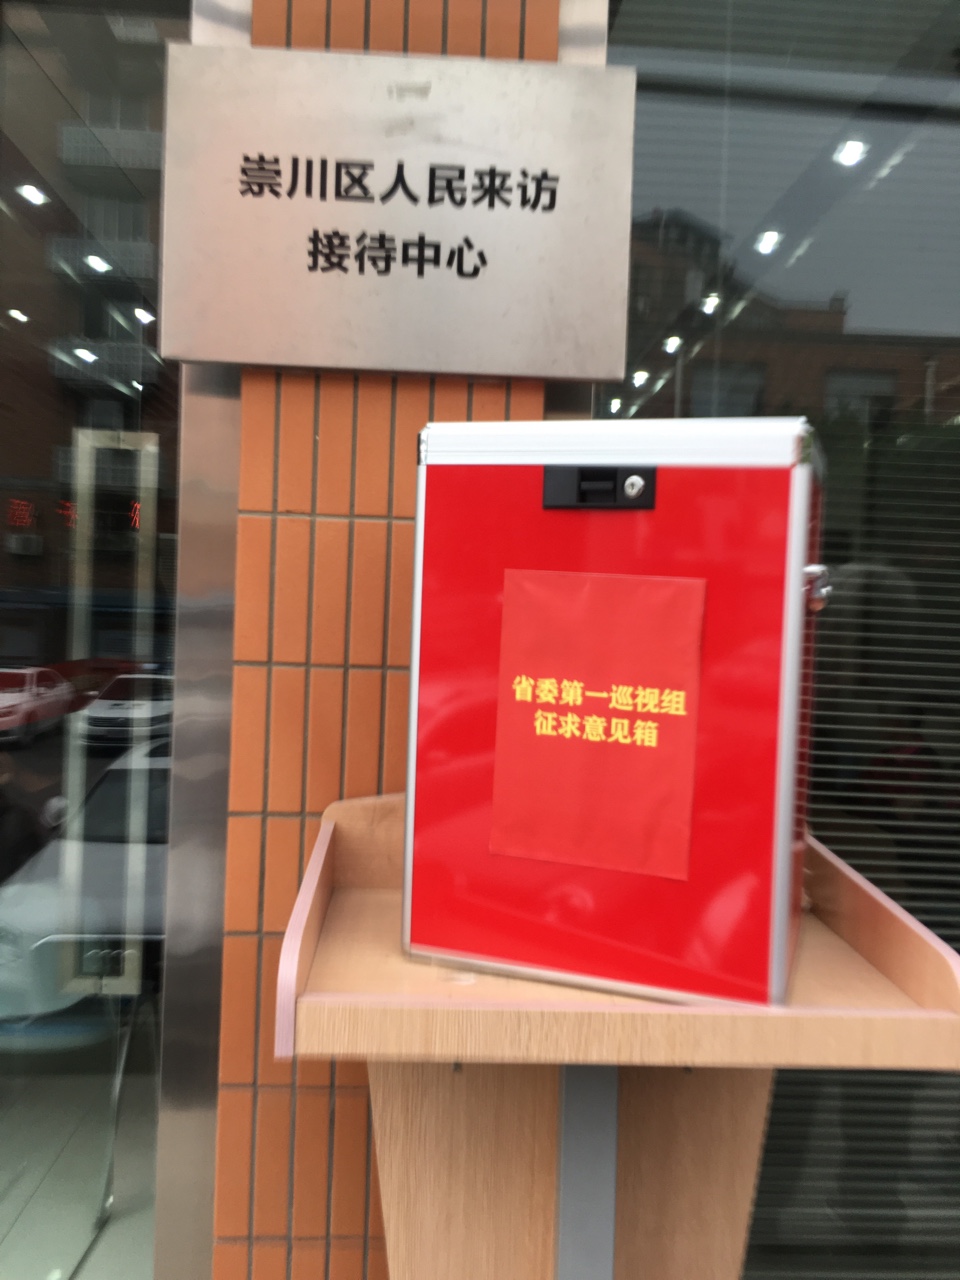 崇川区人民来访
接待中心
省委第一巡视组
征求意见箱